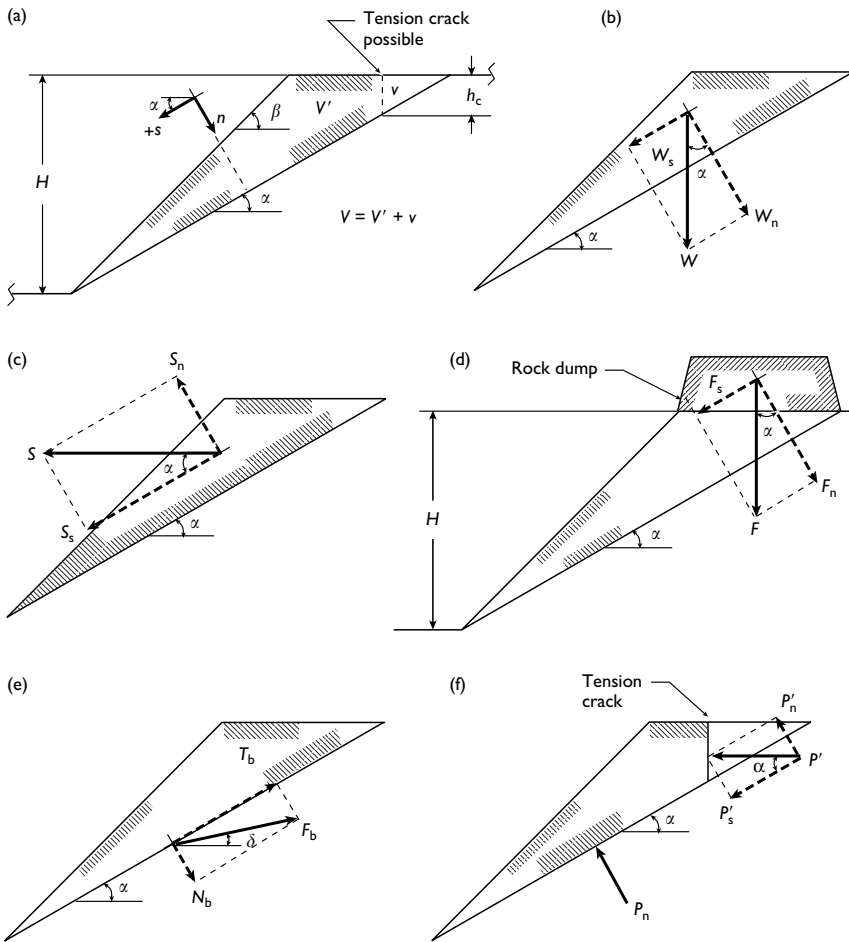 (a)
Tension crack
possible
α
+s
n
β
V′
v
h_c
H
α
V = V′ + v
(b)
W_s
α
W_n
α
W
(c)
S_n
S
α
S_s
α
(d)
Rock dump
F_s
α
H
F_n
F
α
(e)
T_b
F_b
δ
α
N_b
(f)
Tension
crack
P′_n
α
P′
P′_s
α
P_n